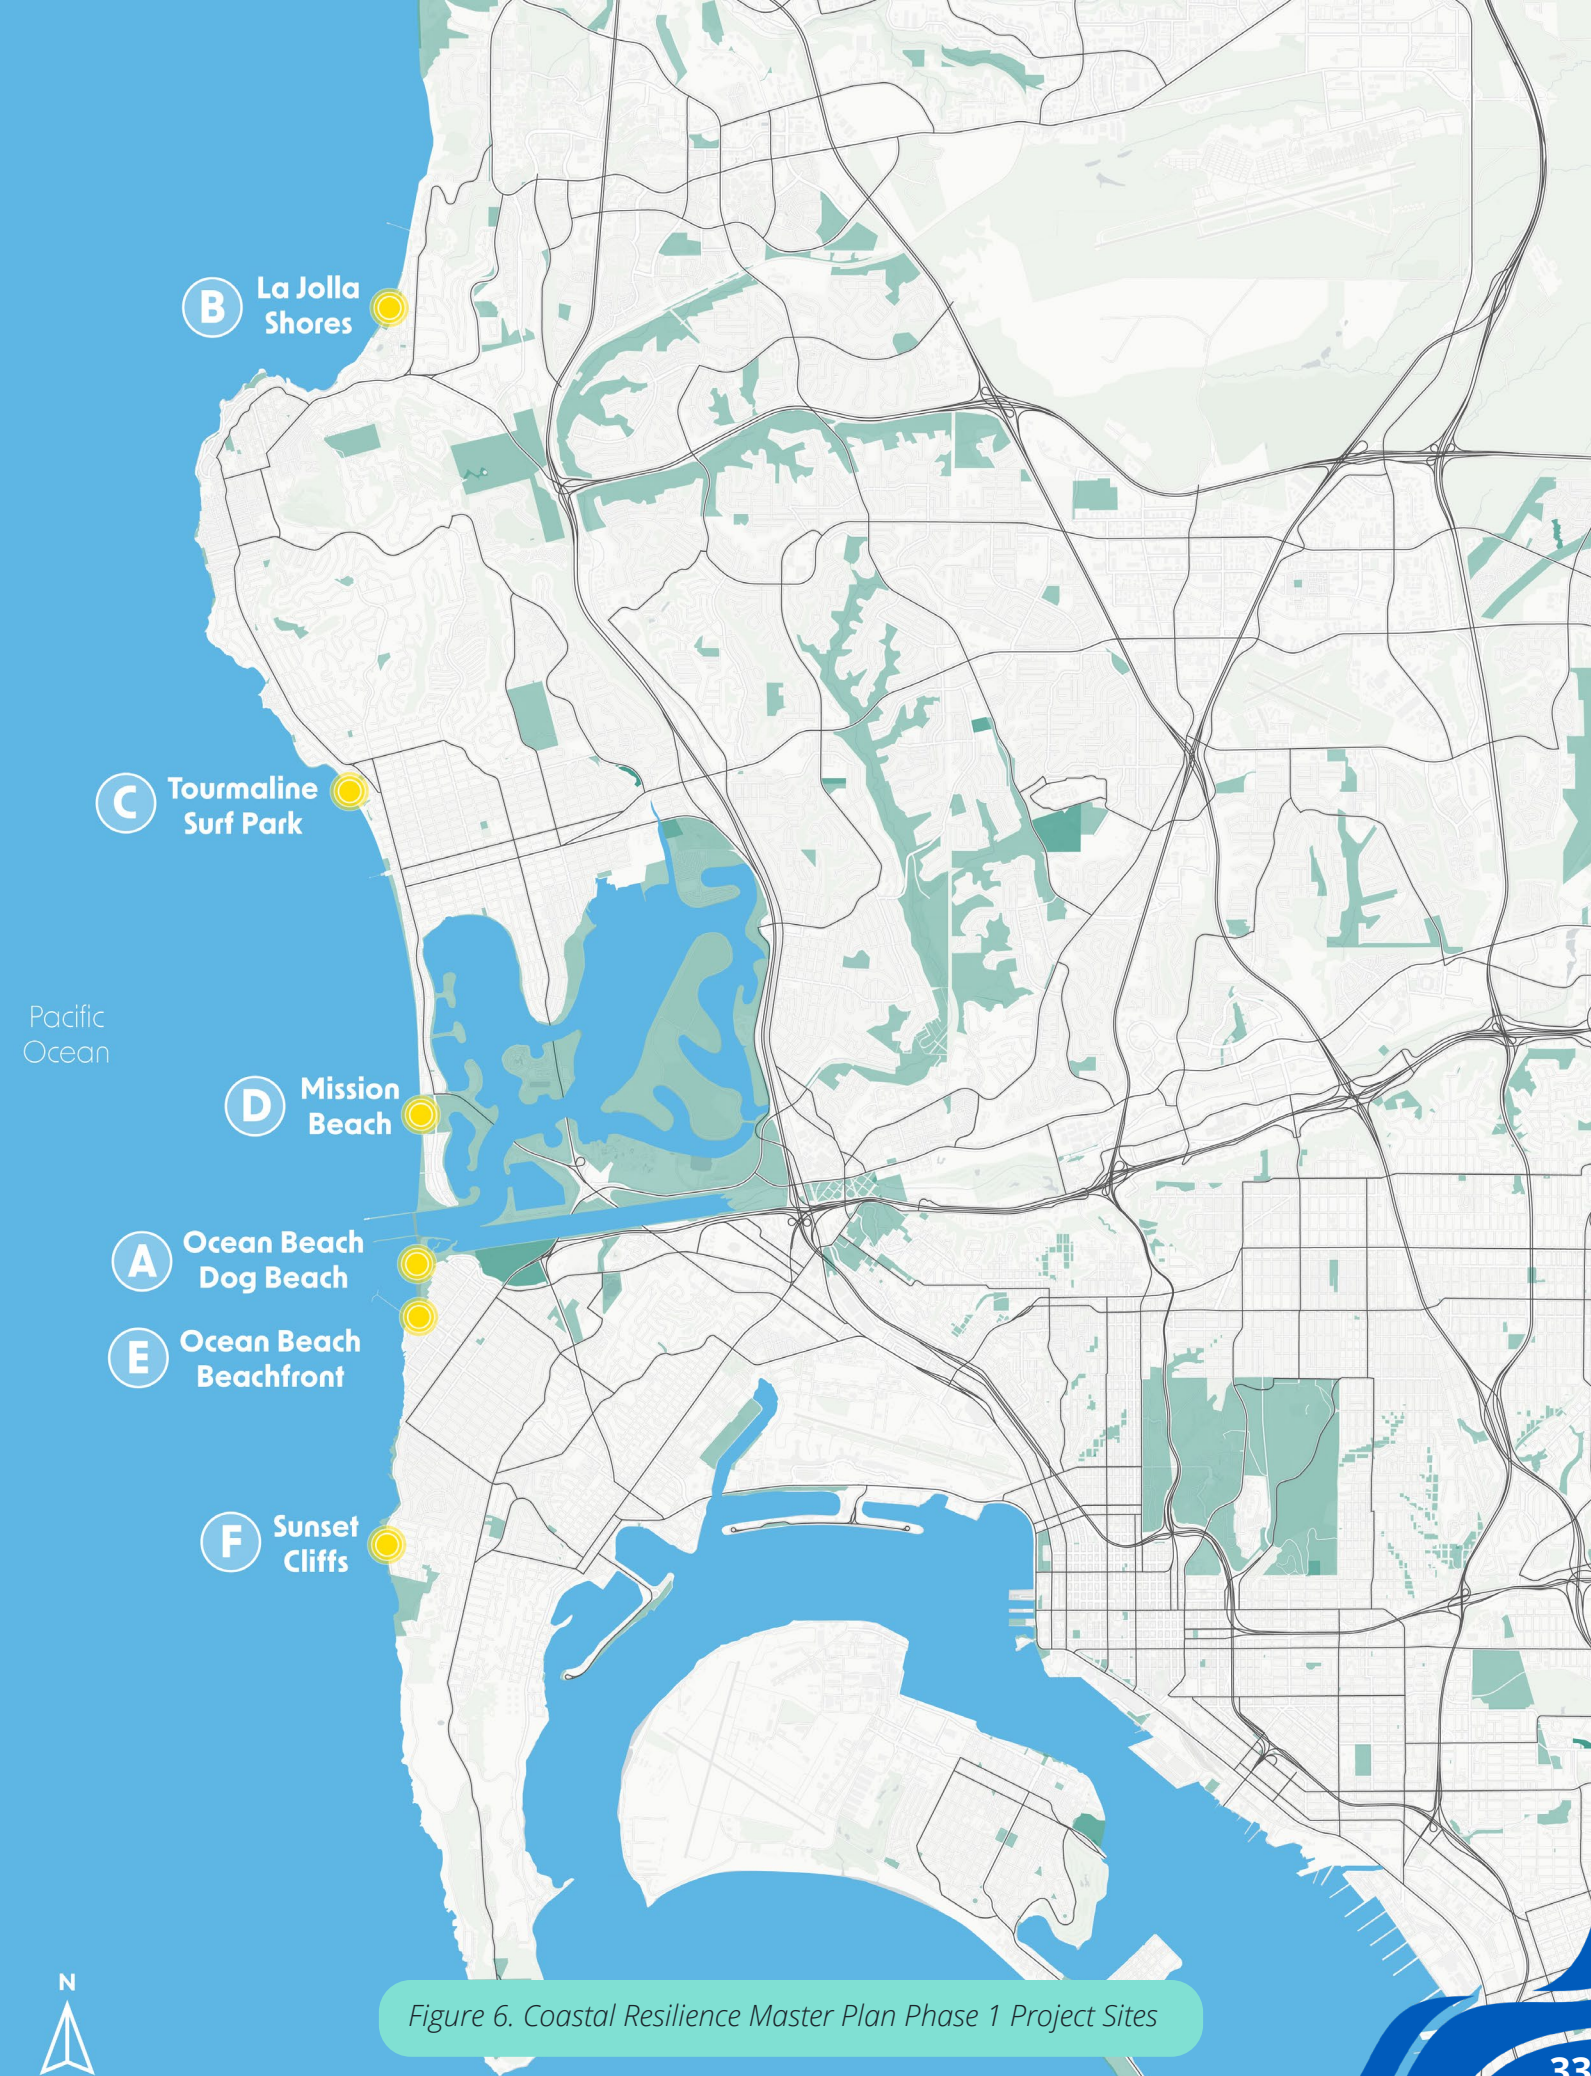 B
La Jolla
Shores
C
Tourmaline
Surf Park
Pacific
Ocean
D
Mission
Beach
A
Ocean Beach
Dog Beach
E
Ocean Beach
Beachfront
F
Sunset
Cliffs
N
Figure 6. Coastal Resilience Master Plan Phase 1 Project Sites
33